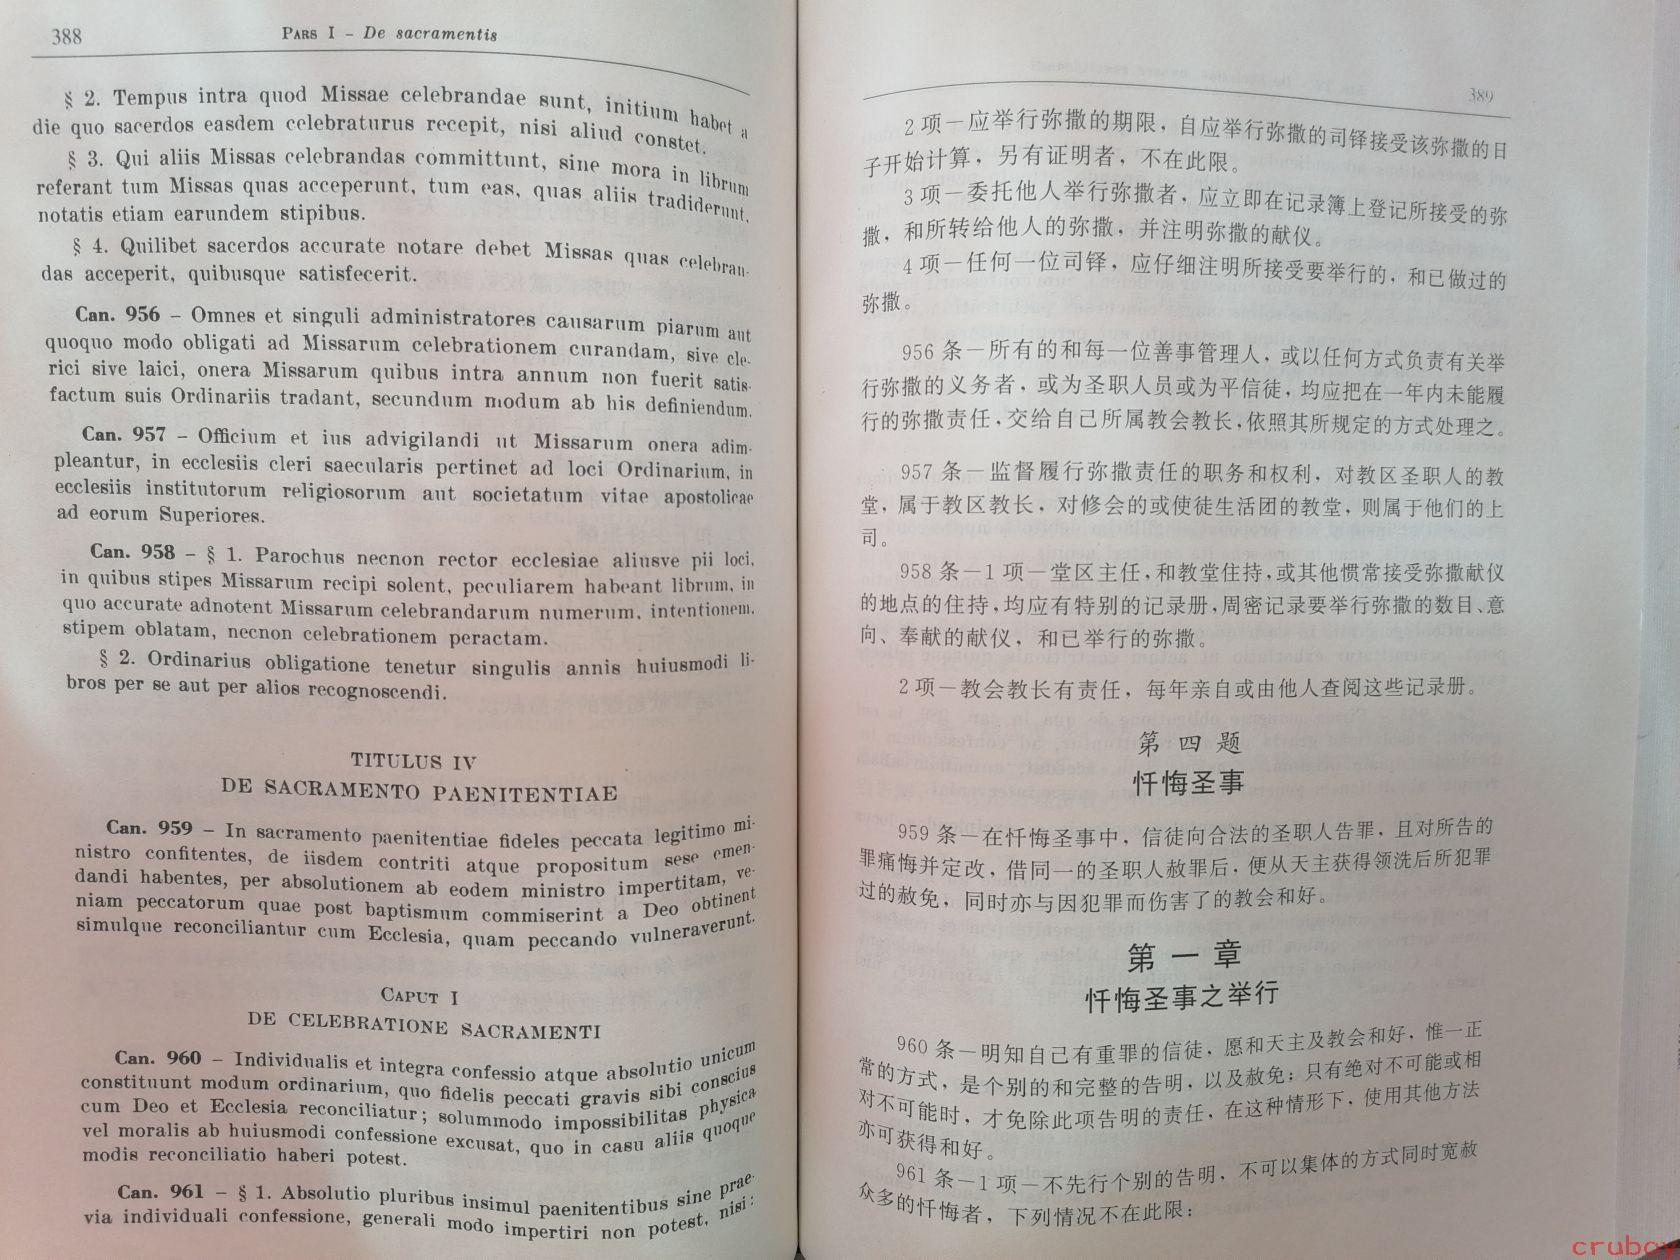 388
PARS I – De sacramentis
§ 2. Tempus intra quod Missae celebrandae sunt, initium habet a
die quo sacerdos easdem celebraturus recepit, nisi aliud constet.
§ 3. Qui aliis Missas celebrandas committunt, sine mora in librum
referant tum Missas quas acceperunt, tum eas, quas aliis tradiderunt,
notatis etiam earundem stipibus.
§ 4. Quilibet sacerdos accurate notare debet Missas quas celebran-
das acceperit, quibusque satisfecerit.
Can. 956 – Omnes et singuli administratores causarum piarum aut
quoquo modo obligati ad Missarum celebrationem curandam, sive cle-
rici sive laici, onera Missarum quibus intra annum non fuerit satis-
factum suis Ordinariis tradant, secundum modum ab his definiendum.
Can. 957 – Officium et ius advigilandi ut Missarum onera adim-
pleantur, in ecclesiis cleri saecularis pertinet ad loci Ordinarium, in
ecclesiis institutorum religiosorum aut societatum vitae apostolicae
ad eorum Superiores.
Can. 958 – § 1. Parochus necnon rector ecclesiae aliusve pii loci,
in quibus stipes Missarum recipi solent, peculiarem habeant librum, in
quo accurate adnotent Missarum celebrandarum numerum, intentionem,
stipem oblatam, necnon celebrationem peractam.
§ 2. Ordinarius obligatione tenetur singulis annis huiusmodi li-
bros per se aut per alios recognoscendi.
TITULUS IV
DE SACRAMENTO PAENITENTIAE
Can. 959 – In sacramento paenitentiae fideles peccata legitimo mi-
nistro confitentes, de iisdem contriti atque propositum sese emen-
dandi habentes, per absolutionem ab eodem ministro impertitam, ve-
niam peccatorum quae post baptismum commiserint a Deo obtinent
simulque reconciliantur cum Ecclesia, quam peccando vulneraverunt.
CAPUT I
DE CELEBRATIONE SACRAMENTI
Can. 960 – Individualis et integra confessio atque absolutio unicum
constituunt modum ordinarium, quo fidelis peccati gravis sibi conscius
cum Deo et Ecclesia reconciliatur; solummodo impossibilitas physica
vel moralis ab huiusmodi confessione excusat, quo in casu aliis quoque
modis reconciliatio haberi potest.
Can. 961 – § 1. Absolutio pluribus insimul paenitentibus sine prae-
via individuali confessione, generali modo impertiri non potest, nisi:
389
2项－应举行弥撒的期限，自应举行弥撒的司铎接受该弥撒的日
子开始计算，另有证明者，不在此限。
3项－委托他人举行弥撒者，应立即在记录簿上登记所接受的弥
撒，和所转给他人的弥撒，并注明弥撒的献仪。
4项－任何一位司铎，应仔细注明所接受要举行的，和已做过的
弥撒。
956条－所有的和每一位善事管理人，或以任何方式负责有关举
行弥撒的义务者，或为圣职人员或为平信徒，均应把在一年内未能履
行的弥撒责任，交给自己所属教会教长，依照其所规定的方式处理之。
957条－监督履行弥撒责任的职务和权利，对教区圣职人的教
堂，属于教区教长，对修会的或使徒生活团的教堂，则属于他们的上
司。
958条－1项－堂区主任，和教堂住持，或其他惯常接受弥撒献仪
的地点的住持，均应有特别的记录册，周密记录要举行弥撒的数目、意
向、奉献的献仪，和已举行的弥撒。
2项－教会教长有责任，每年亲自或由他人查阅这些记录册。
第四题
忏悔圣事
959条－在忏悔圣事中，信徒向合法的圣职人告罪，且对所告的
罪痛悔并定改，借同一的圣职人赦罪后，便从天主获得领洗后所犯罪
过的赦免，同时亦与因犯罪而伤害了的教会和好。
第一章
忏悔圣事之举行
960条－明知自己有重罪的信徒，愿和天主及教会和好，惟一正
常的方式，是个别的和完整的告明，以及赦免；只有绝对不可能或相
对不可能时，才免除此项告明的责任，在这种情形下，使用其他方法
亦可获得和好。
961条－1项－不先行个别的告明，不可以集体的方式同时宽赦
众多的忏悔者，下列情况不在此限：